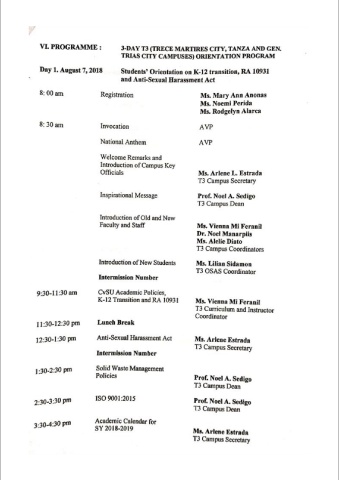 VI. PROGRAMME : 3-DAY T3 (TRECE MARTIRES CITY, TANZA AND GEN.
TRIAS CITY CAMPUSES) ORIENTATION PROGRAM
Day 1. August 7, 2018 Students' Orientation on K-12 transition, RA 10931
and Anti-Sexual Harassment Act
8: 00 am Registration Ms. Mary Ann Anonas
Ms. Noemi Perida
Ms. Rodgelyn Alarca
8: 30 am Invocation AVP
National Anthem AVP
Welcome Remarks and
Introduction of Campus Key
Officials Ms. Arlene L. Estrada
T3 Campus Secretary
Inspirational Message Prof. Noel A. Sedigo
T3 Campus Dean
Introduction of Old and New
Faculty and Staff Ms. Vienna Mi Feranil
Dr. Noel Manarpiis
Ms. Alelie Diato
T3 Campus Coordinators
Introduction of New Students Ms. Lilian Sidamon
T3 OSAS Coordinator
Intermission Number
9:30-11:30 am CvSU Academic Policies,
K-12 Transition and RA 10931 Ms. Vienna Mi Feranil
T3 Curriculum and Instructor
Coordinator
11:30-12:30 pm Lunch Break
12:30-1:30 pm Anti-Sexual Harassment Act Ms. Arlene Estrada
T3 Campus Secretary
Intermission Number
1:30-2:30 pm Solid Waste Management
Policies Prof. Noel A. Sedigo
T3 Campus Dean
2:30-3:30 pm ISO 9001:2015 Prof. Noel A. Sedigo
T3 Campus Dean
3:30-4:30 pm Academic Calendar for
SY 2018-2019 Ms. Arlene Estrada
T3 Campus Secretary